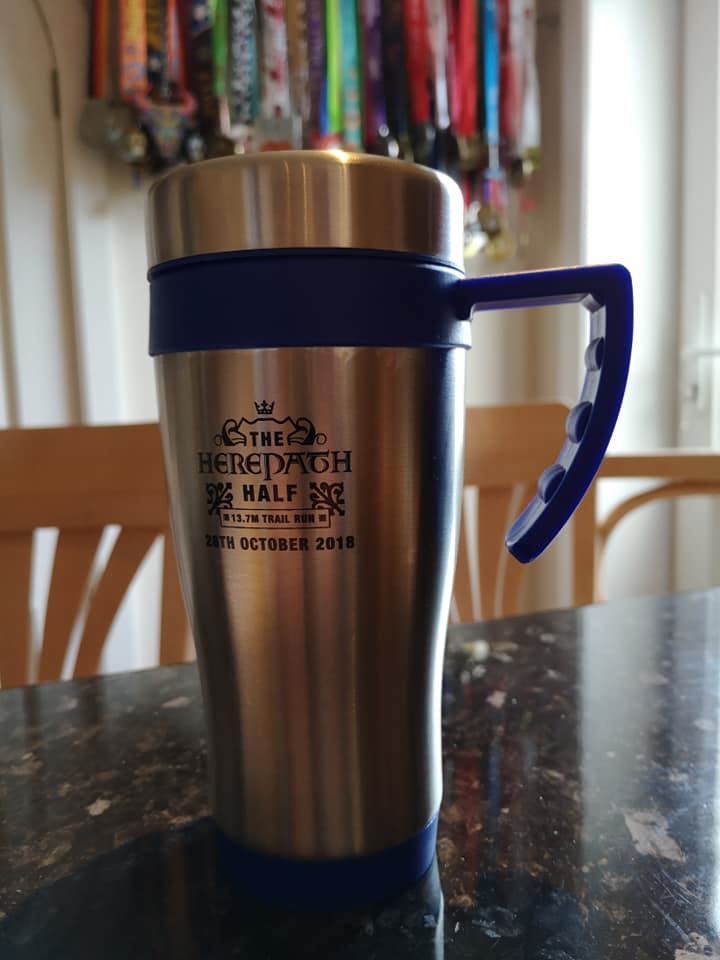 THE
HEREPATH
HALF
13.7M TRAIL RUN
28TH OCTOBER 2018